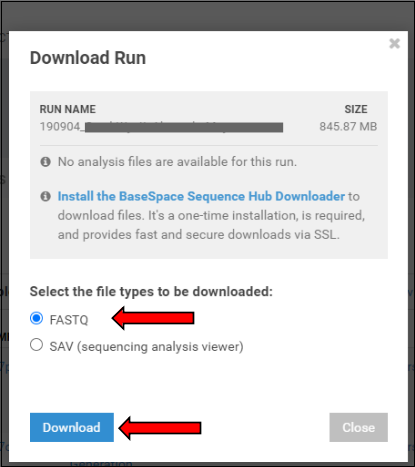 Download Run
RUN NAME SIZE
190904_ 845.87 MB
No analysis files are available for this run.
Install the BaseSpace Sequence Hub Downloader to
download files. It's a one-time installation, is required,
and provides fast and secure downloads via SSL.
Select the file types to be downloaded:
FASTQ
SAV (sequencing analysis viewer)
Download
Close